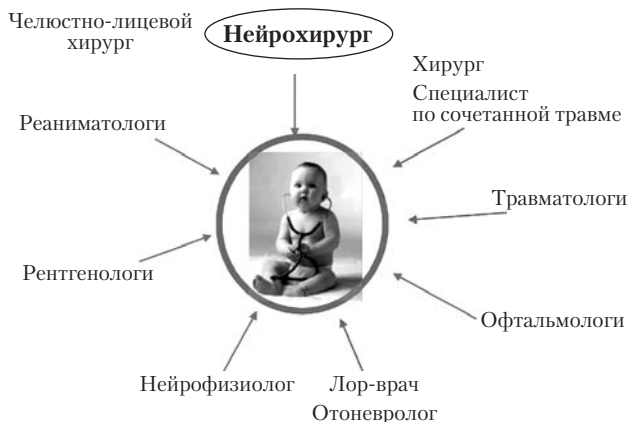 Челюстно-лицевой
хирург
Нейрохирург
Хирург
Специалист
по сочетанной травме
Реаниматологи
Травматологи
Рентгенологи
Офтальмологи
Нейрофизиолог
Лор-врач
Отоневролог